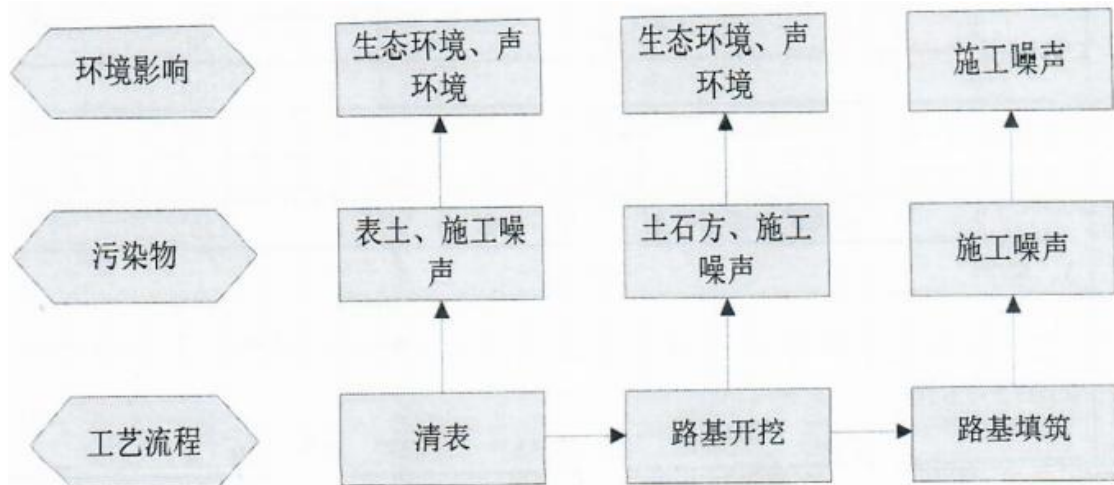 环境影响
生态环境、声
环境
生态环境、声
环境
施工噪声
污染物
表土、施工噪
声
土石方、施工
噪声
施工噪声
工艺流程
清表
路基开挖
路基填筑